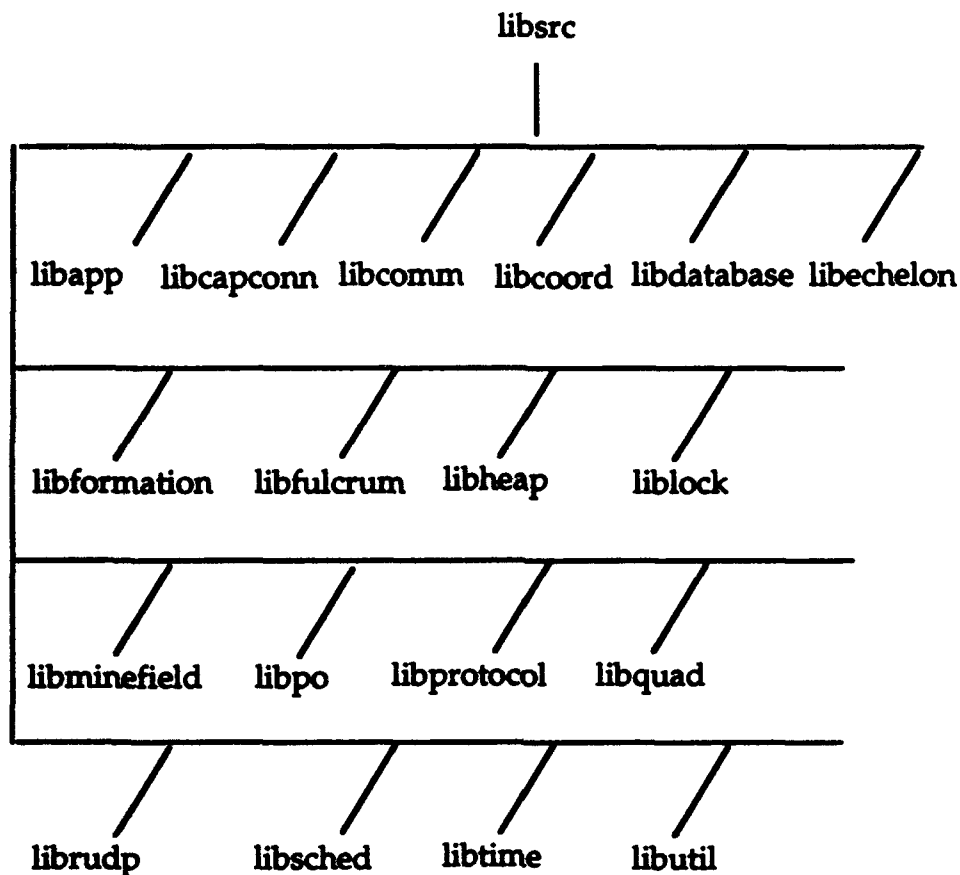 libsrc
libapp libcapconn libcomm libcoord libdatabase libechelon
libformation libfulcrum libheap liblock
libminefield libpo libprotocol libquad
librudp libsched libtime libutil